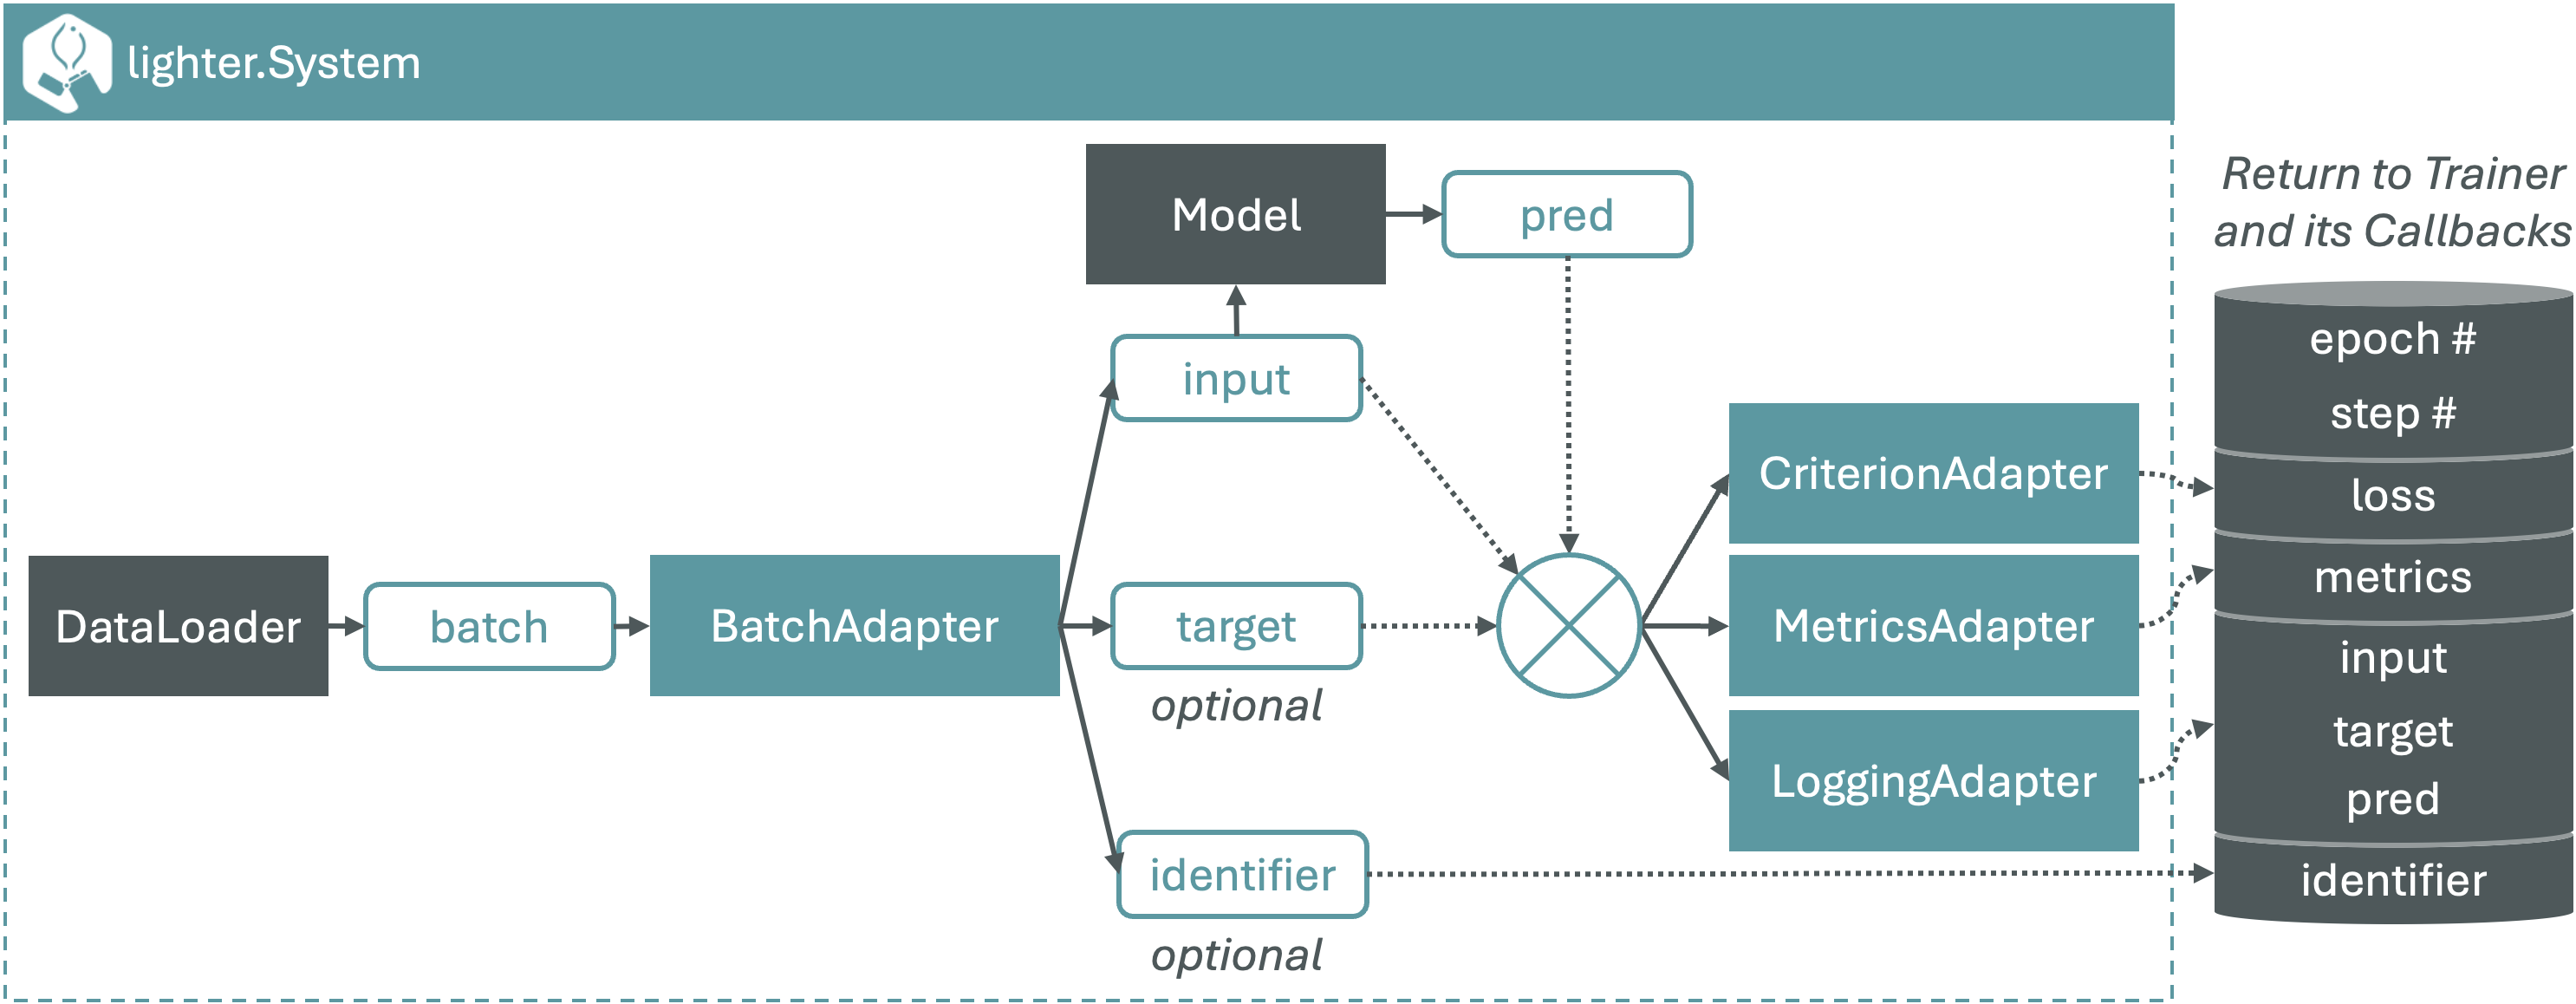 lighter.System
Model
pred
Return to Trainer
and its Callbacks
input
epoch #
step #
CriterionAdapter
loss
DataLoader
batch
BatchAdapter
target
optional
MetricsAdapter
metrics
input
LoggingAdapter
target
pred
identifier
optional
identifier